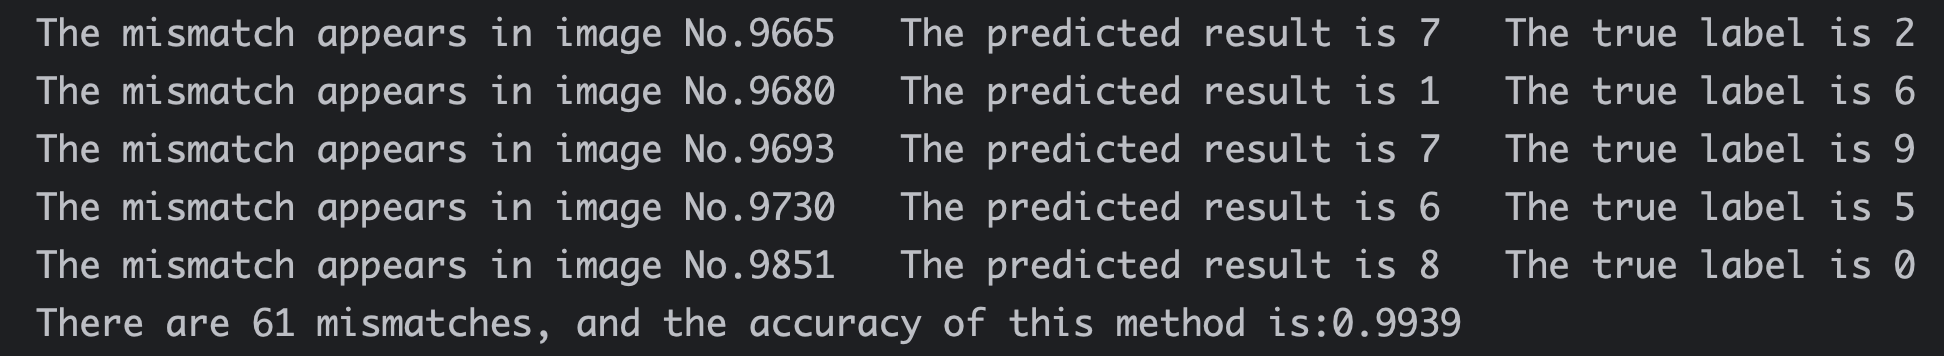 The mismatch appears in image No.9665   The predicted result is 7   The true label is 2
The mismatch appears in image No.9680   The predicted result is 1   The true label is 6
The mismatch appears in image No.9693   The predicted result is 7   The true label is 9
The mismatch appears in image No.9730   The predicted result is 6   The true label is 5
The mismatch appears in image No.9851   The predicted result is 8   The true label is 0
There are 61 mismatches, and the accuracy of this method is:0.9939